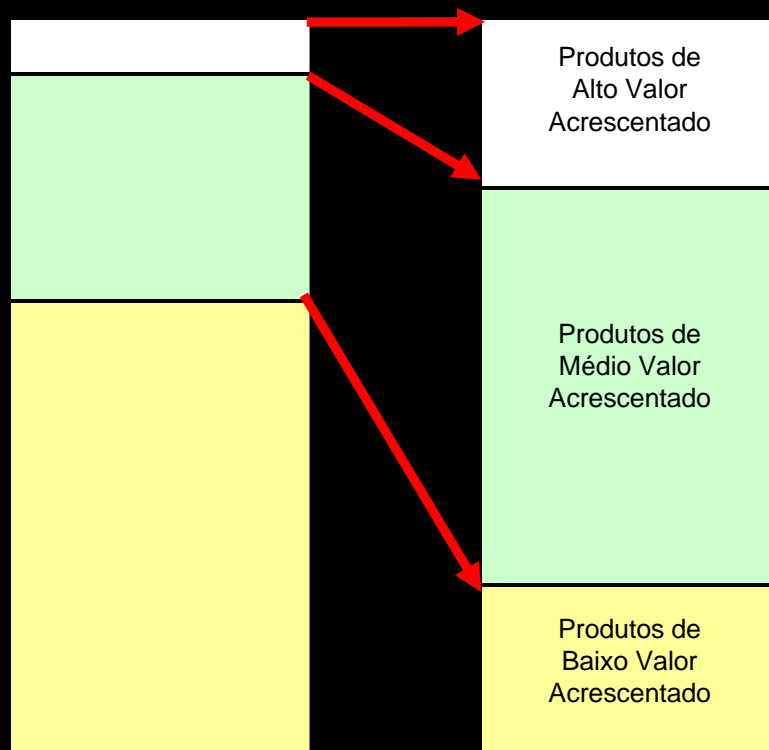 Produtos de
Alto Valor
Acrescentado
Produtos de
Médio Valor
Acrescentado
Produtos de
Baixo Valor
Acrescentado